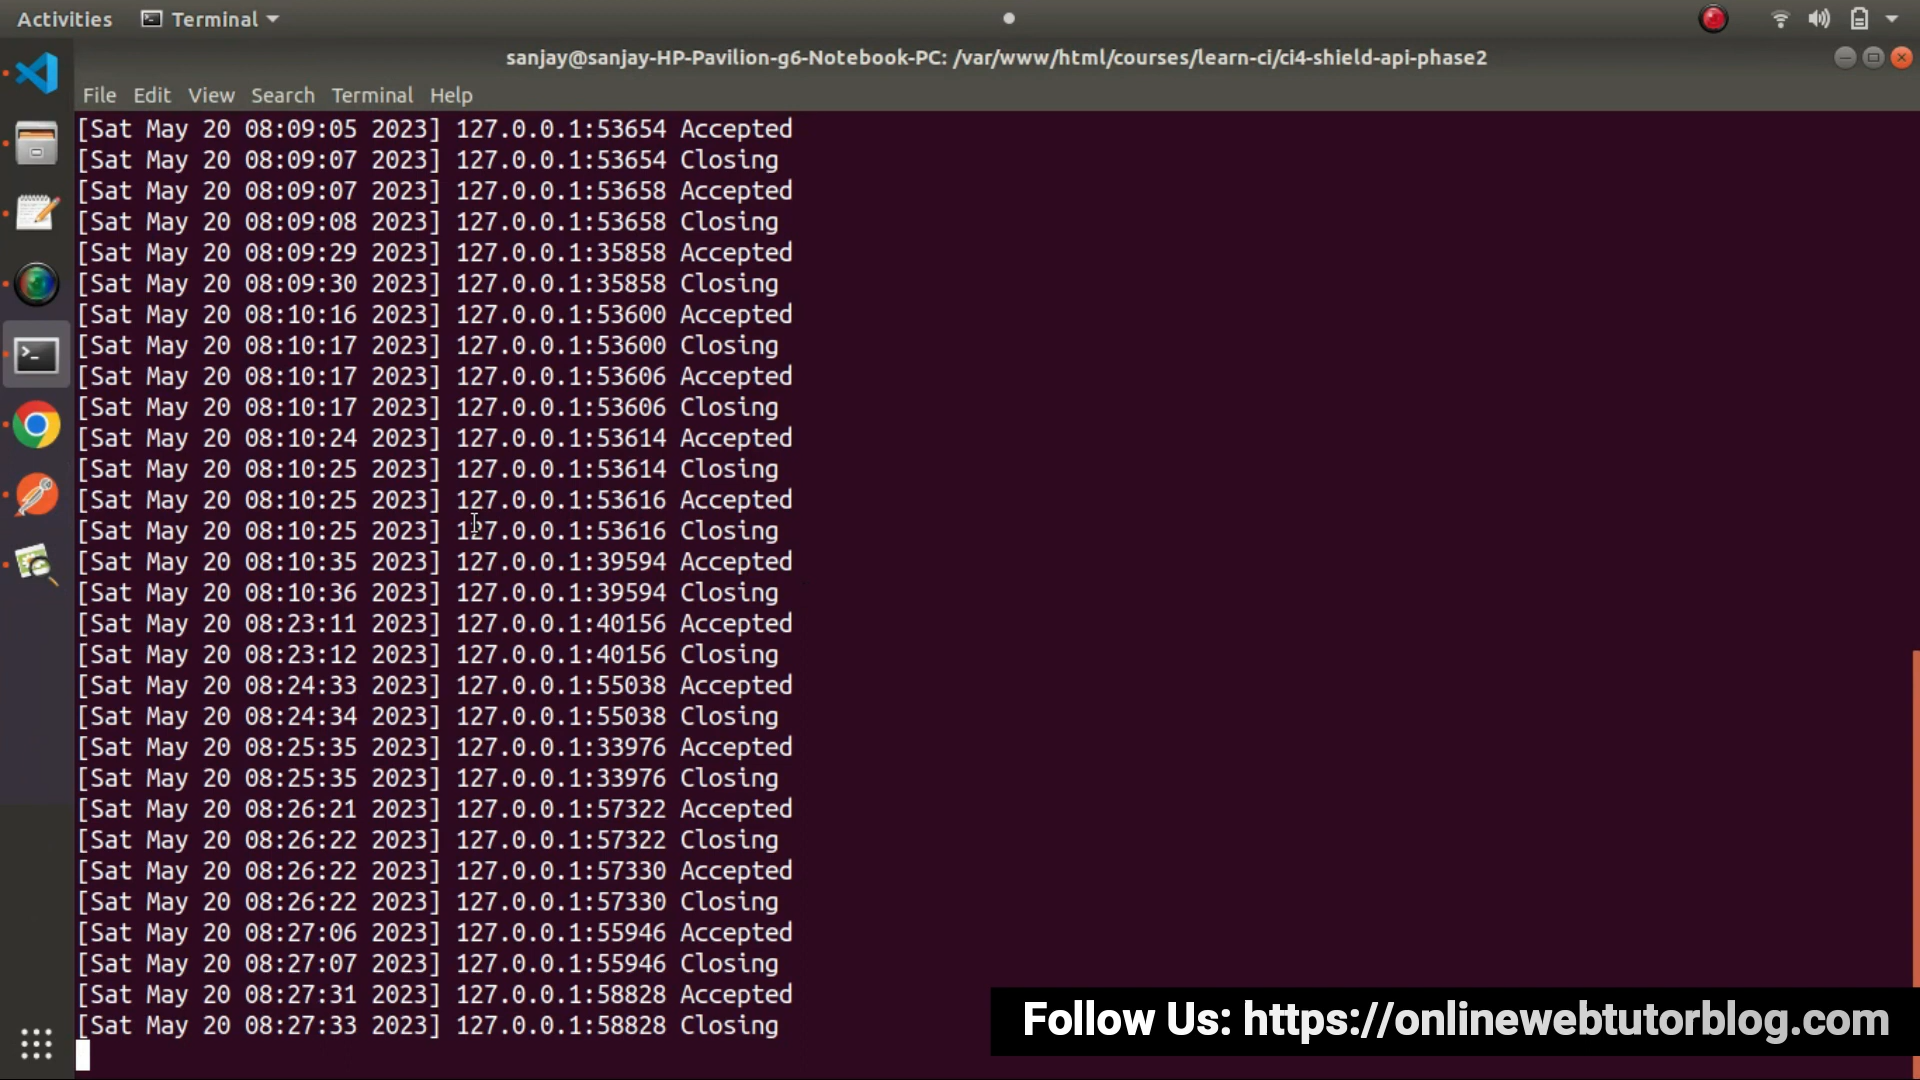 Activities Terminal
sanjay@sanjay-HP-Pavilion-g6-Notebook-PC: /var/www/html/courses/learn-ci/ci4-shield-api-phase2
File Edit View Search Terminal Help
[Sat May 20 08:09:05 2023] 127.0.0.1:53654 Accepted
[Sat May 20 08:09:07 2023] 127.0.0.1:53654 Closing
[Sat May 20 08:09:07 2023] 127.0.0.1:53658 Accepted
[Sat May 20 08:09:08 2023] 127.0.0.1:53658 Closing
[Sat May 20 08:09:29 2023] 127.0.0.1:35858 Accepted
[Sat May 20 08:09:30 2023] 127.0.0.1:35858 Closing
[Sat May 20 08:10:16 2023] 127.0.0.1:53600 Accepted
[Sat May 20 08:10:17 2023] 127.0.0.1:53600 Closing
[Sat May 20 08:10:17 2023] 127.0.0.1:53606 Accepted
[Sat May 20 08:10:17 2023] 127.0.0.1:53606 Closing
[Sat May 20 08:10:24 2023] 127.0.0.1:53614 Accepted
[Sat May 20 08:10:25 2023] 127.0.0.1:53614 Closing
[Sat May 20 08:10:25 2023] 127.0.0.1:53616 Accepted
[Sat May 20 08:10:25 2023] 127.0.0.1:53616 Closing
[Sat May 20 08:10:35 2023] 127.0.0.1:39594 Accepted
[Sat May 20 08:10:36 2023] 127.0.0.1:39594 Closing
[Sat May 20 08:23:11 2023] 127.0.0.1:40156 Accepted
[Sat May 20 08:23:12 2023] 127.0.0.1:40156 Closing
[Sat May 20 08:24:33 2023] 127.0.0.1:55038 Accepted
[Sat May 20 08:24:34 2023] 127.0.0.1:55038 Closing
[Sat May 20 08:25:35 2023] 127.0.0.1:33976 Accepted
[Sat May 20 08:25:35 2023] 127.0.0.1:33976 Closing
[Sat May 20 08:26:21 2023] 127.0.0.1:57322 Accepted
[Sat May 20 08:26:22 2023] 127.0.0.1:57322 Closing
[Sat May 20 08:26:22 2023] 127.0.0.1:57330 Accepted
[Sat May 20 08:26:22 2023] 127.0.0.1:57330 Closing
[Sat May 20 08:27:06 2023] 127.0.0.1:55946 Accepted
[Sat May 20 08:27:07 2023] 127.0.0.1:55946 Closing
[Sat May 20 08:27:31 2023] 127.0.0.1:58828 Accepted
[Sat May 20 08:27:33 2023] 127.0.0.1:58828 Closing
Follow Us: https://onlinewebtutorblog.com